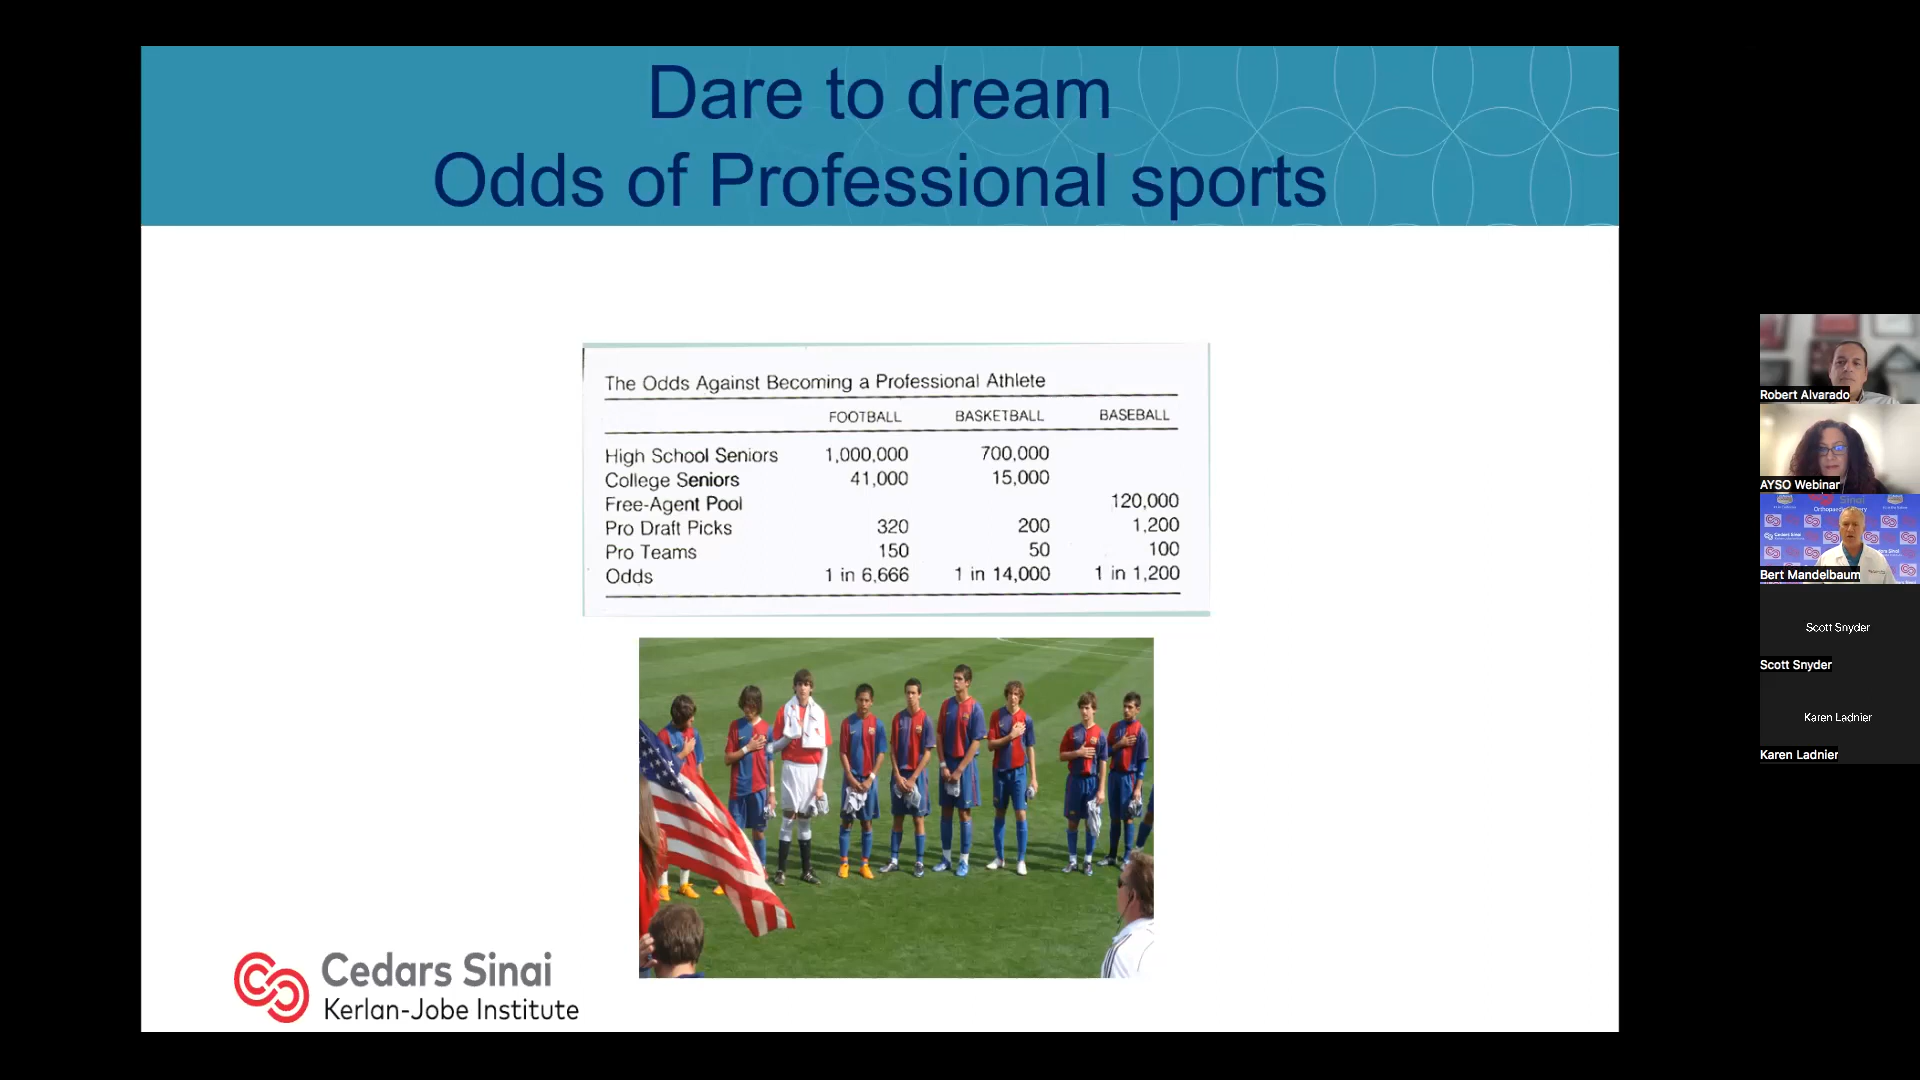 Dare to dream
Odds of Professional sports
The Odds Against Becoming a Professional Athlete
FOOTBALL BASKETBALL BASEBALL
High School Seniors 1,000,000 700,000
College Seniors 41,000 15,000
Free-Agent Pool 120,000
Pro Draft Picks 320 200 1,200
Pro Teams 150 50 100
Odds 1 in 6,666 1 in 14,000 1 in 1,200
Cedars Sinai
Kerlan-Jobe Institute
Robert Alvarado
AYSO Webinar
Bert Mandelbaum
Scott Snyder
Scott Snyder
Karen Ladnier
Karen Ladnier